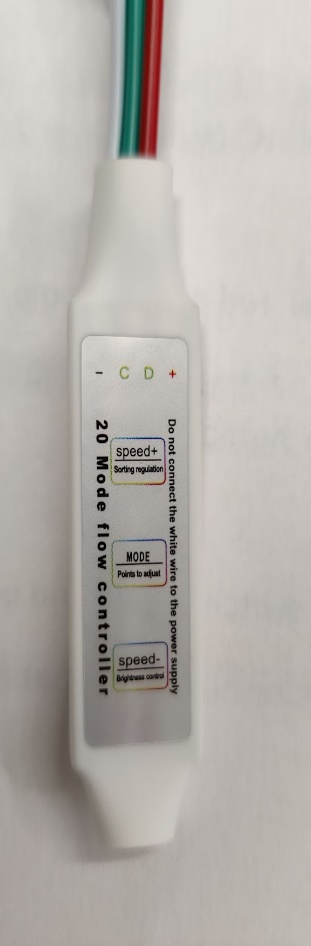 - C D +
speed+
Sorting regulation
MODE
Points to adjust
speed-
Brightness control
Do not connect the white wire to the power supply
20 Mode flow controller